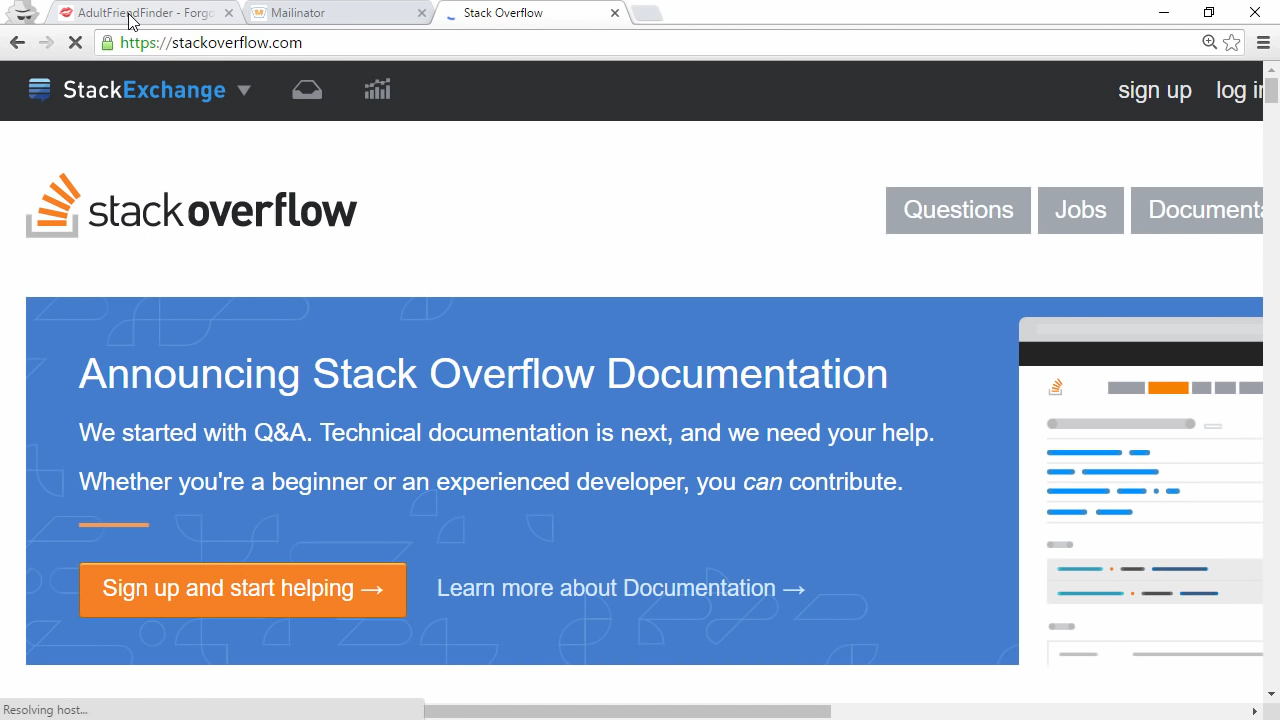 AdultFriendFinder - Forgo
Mailinator
Stack Overflow
https://stackoverflow.com
StackExchange
sign up
log in
stackoverflow
Questions
Jobs
Documenta
Announcing Stack Overflow Documentation
We started with Q&A. Technical documentation is next, and we need your help.
Whether you're a beginner or an experienced developer, you can contribute.
Sign up and start helping →
Learn more about Documentation →
Resolving host...